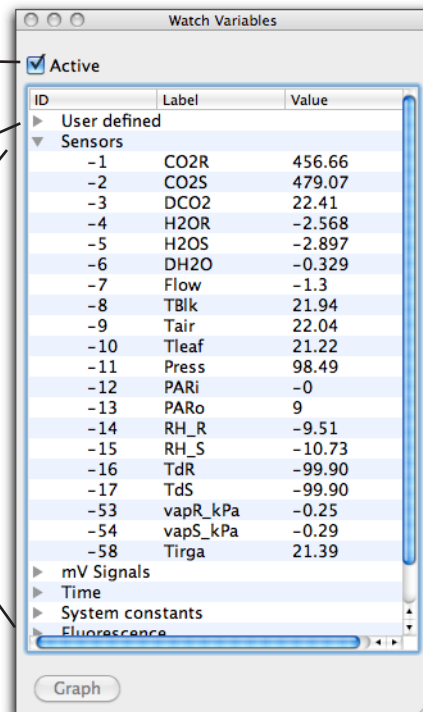 Watch Variables
Active
ID Label Value
User defined
Sensors
-1 CO2R 456.66
-2 CO2S 479.07
-3 DCO2 22.41
-4 H2OR -2.568
-5 H2OS -2.897
-6 DH2O -0.329
-7 Flow -1.3
-8 TBlk 21.94
-9 Tair 22.04
-10 Tleaf 21.22
-11 Press 98.49
-12 PARi -0
-13 PARo 9
-14 RH_R -9.51
-15 RH_S -10.73
-16 TdR -99.90
-17 TdS -99.90
-53 vapR_kPa -0.25
-54 vapS_kPa -0.29
-58 Tirga 21.39
mV Signals
Time
System constants
Fluorescence
Graph